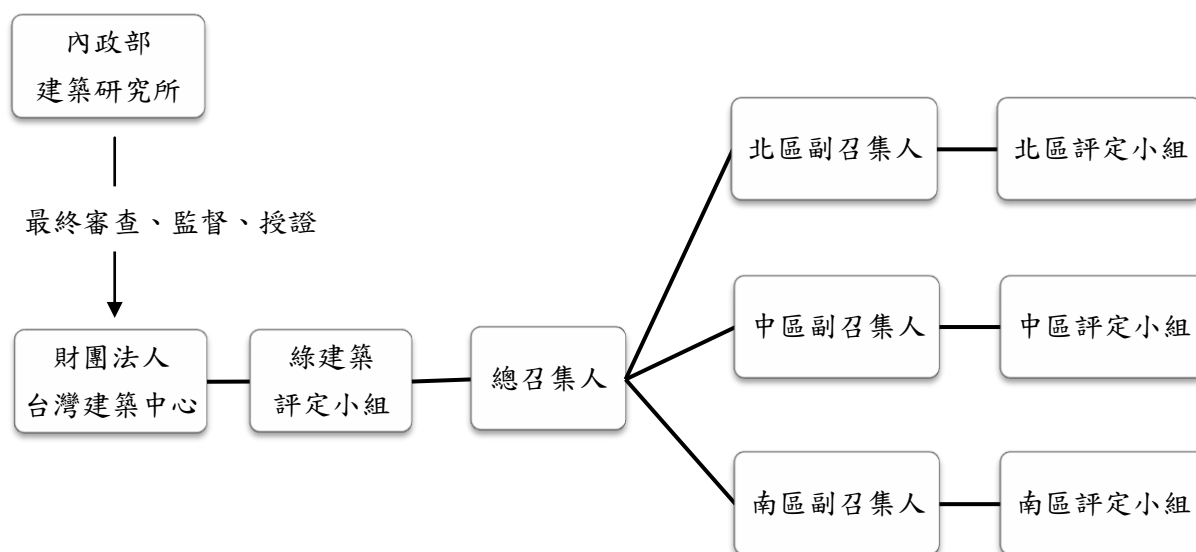 內政部
建築研究所
最終審查、監督、授證
財團法人
台灣建築中心
綠建築
評定小組
總召集人
北區副召集人
北區評定小組
中區副召集人
中區評定小組
南區副召集人
南區評定小組